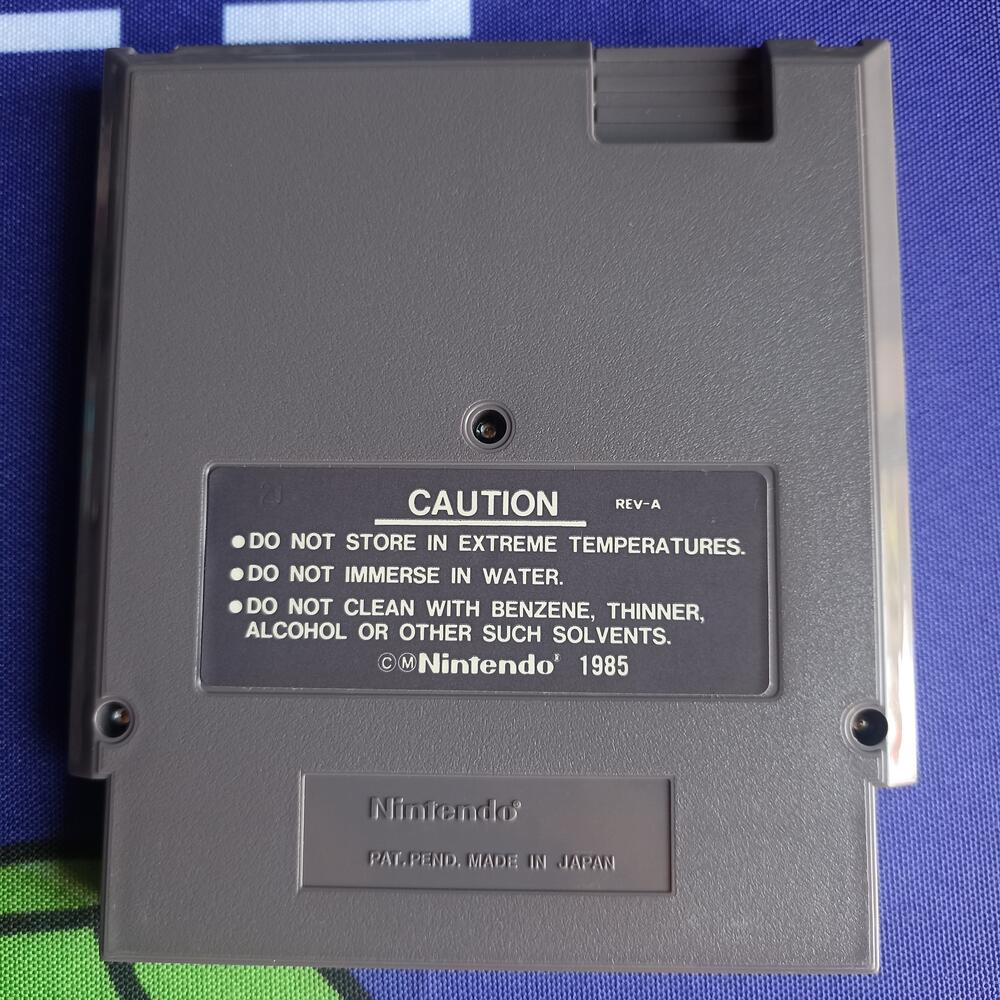 CAUTION REV-A
●DO NOT STORE IN EXTREME TEMPERATURES.
●DO NOT IMMERSE IN WATER.
●DO NOT CLEAN WITH BENZENE, THINNER,
ALCOHOL OR OTHER SUCH SOLVENTS.
©ⓂNintendo® 1985
Nintendo®
PAT. PEND. MADE IN JAPAN